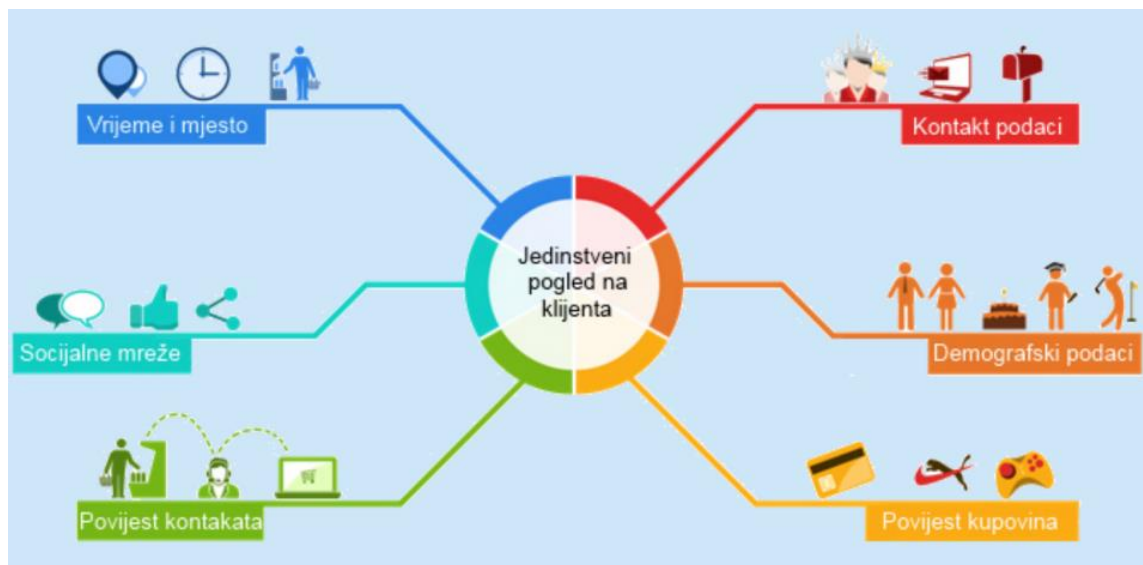 Vrijeme i mjesto
Kontakt podaci
Jedinstveni
pogled na
klijenta
Socijalne mreže
Demografski podaci
Povijest kontakata
Povijest kupovina